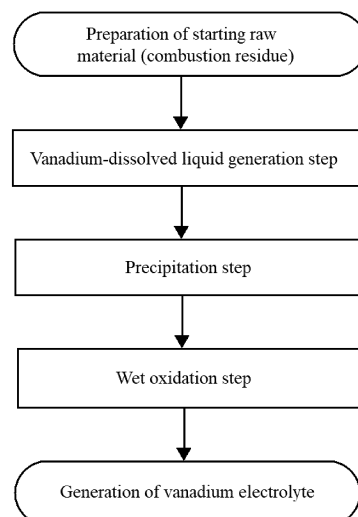 Preparation of starting raw
material (combustion residue)
Vanadium-dissolved liquid generation step
Precipitation step
Wet oxidation step
Generation of vanadium electrolyte